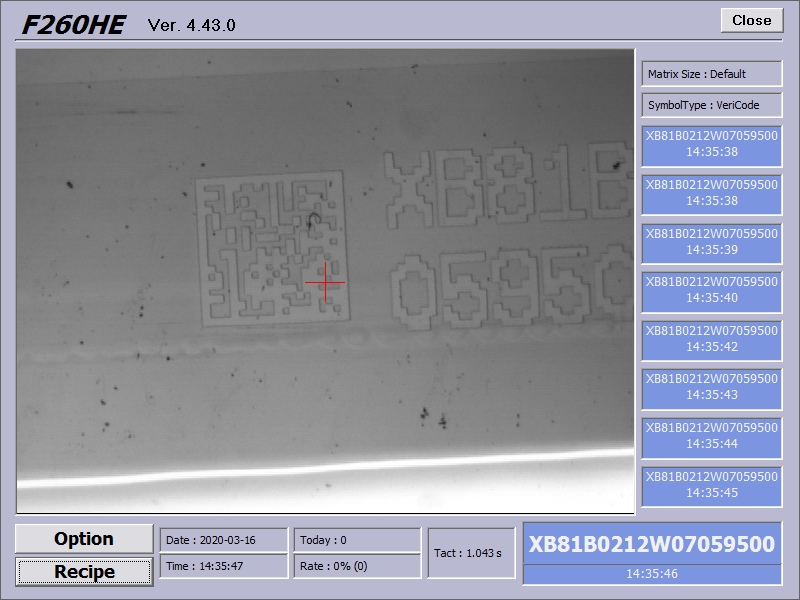 F260HE Ver. 4.43.0
Close
Matrix Size : Default
SymbolType : VeriCode
XB81B
05950
XB81B0212W07059500
14:35:38
XB81B0212W07059500
14:35:38
XB81B0212W07059500
14:35:39
XB81B0212W07059500
14:35:40
XB81B0212W07059500
14:35:42
XB81B0212W07059500
14:35:43
XB81B0212W07059500
14:35:44
XB81B0212W07059500
14:35:45
Option
Recipe
Date : 2020-03-16
Time : 14:35:47
Today : 0
Rate : 0% (0)
Tact : 1.043 s
XB81B0212W07059500
14:35:46